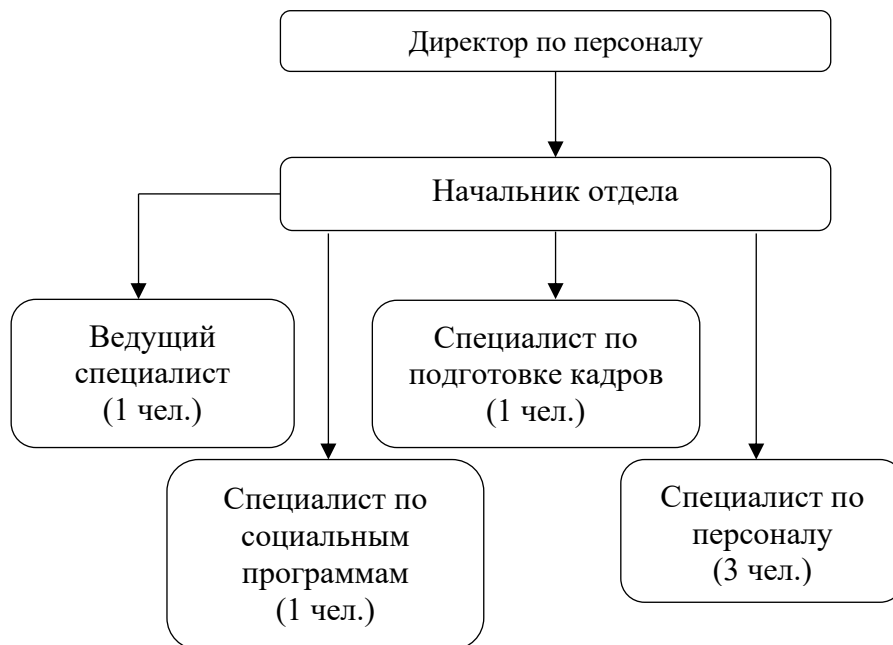 Директор по персоналу
Начальник отдела
Ведущий
специалист
(1 чел.)
Специалист по
подготовке кадров
(1 чел.)
Специалист по
социальным
программам
(1 чел.)
Специалист по
персоналу
(3 чел.)